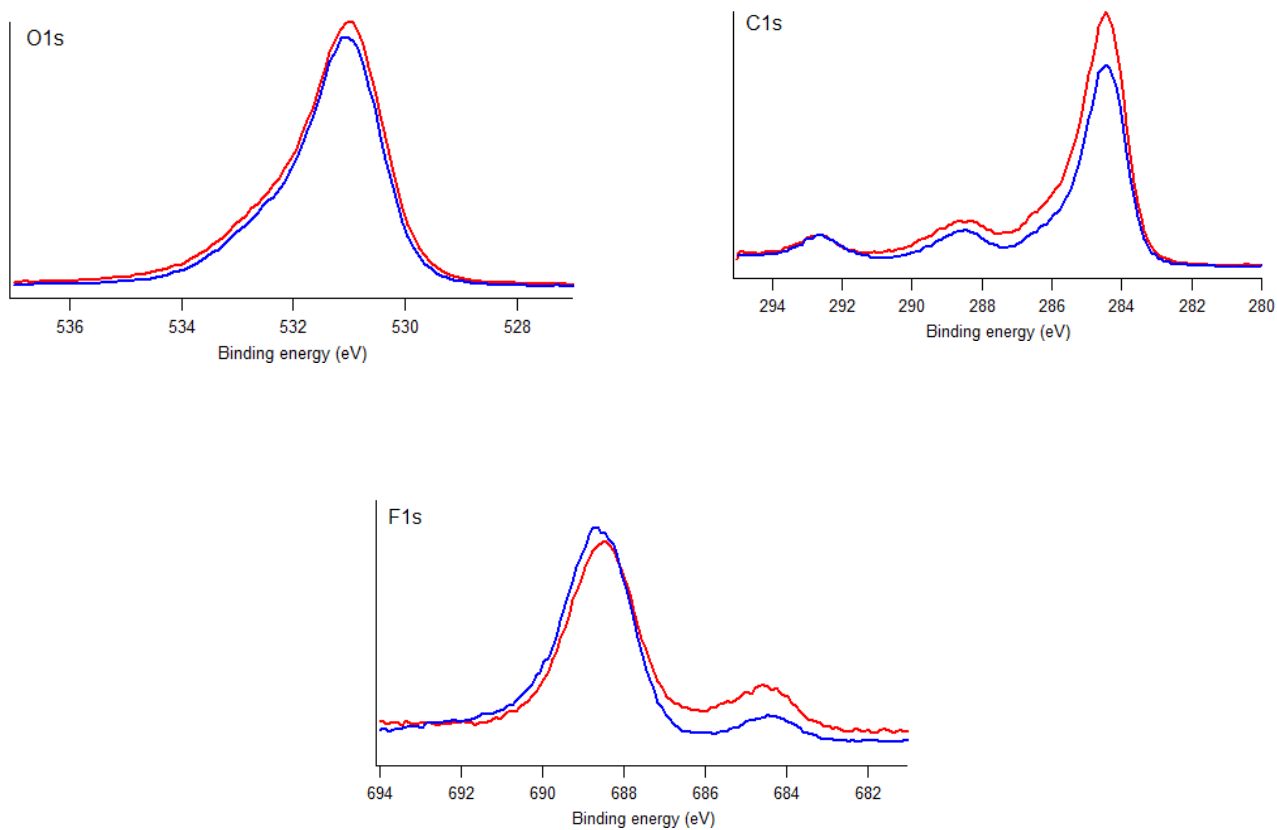 O1s
536 534 532 530 528
Binding energy (eV)
C1s
294 292 290 288 286 284 282 280
Binding energy (eV)
F1s
694 692 690 688 686 684 682
Binding energy (eV)